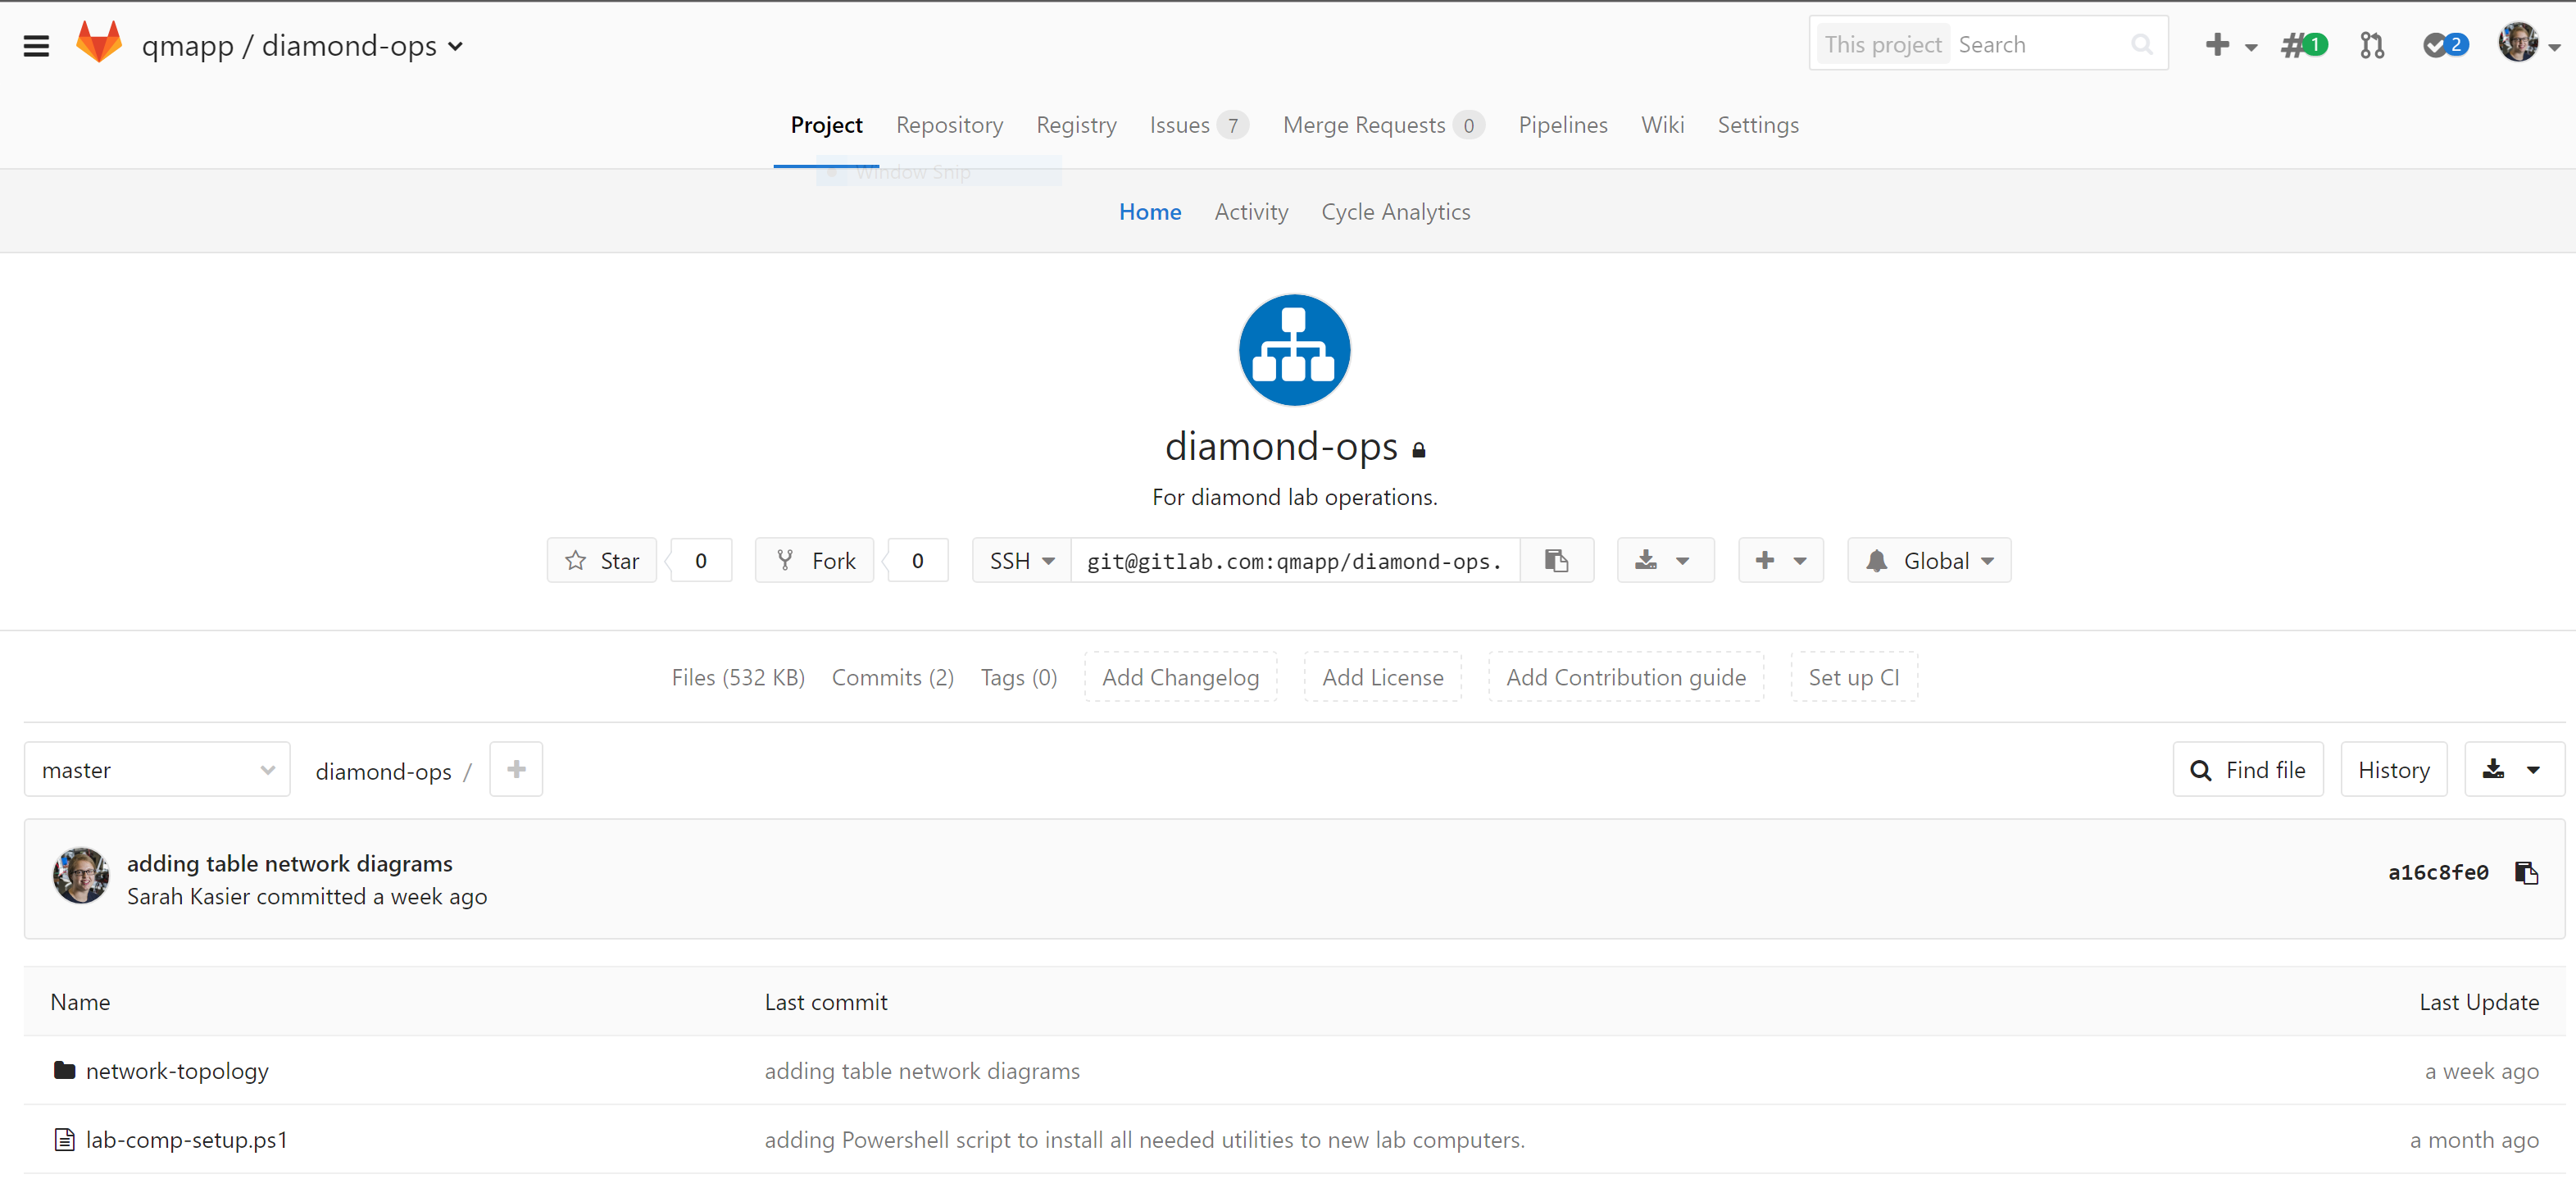 qmapp / diamond-ops
This project Search
1
2
Project Repository Registry Issues 7 Merge Requests 0 Pipelines Wiki Settings
Window Snip
Home Activity Cycle Analytics
diamond-ops
For diamond lab operations.
Star 0 Fork 0 SSH git@gitlab.com:qmapp/diamond-ops. Global
Files (532 KB) Commits (2) Tags (0) Add Changelog Add License Add Contribution guide Set up CI
master diamond-ops / Find file History
adding table network diagrams
Sarah Kasier committed a week ago
a16c8fe0
Name Last commit Last Update
network-topology adding table network diagrams a week ago
lab-comp-setup.ps1 adding Powershell script to install all needed utilities to new lab computers. a month ago